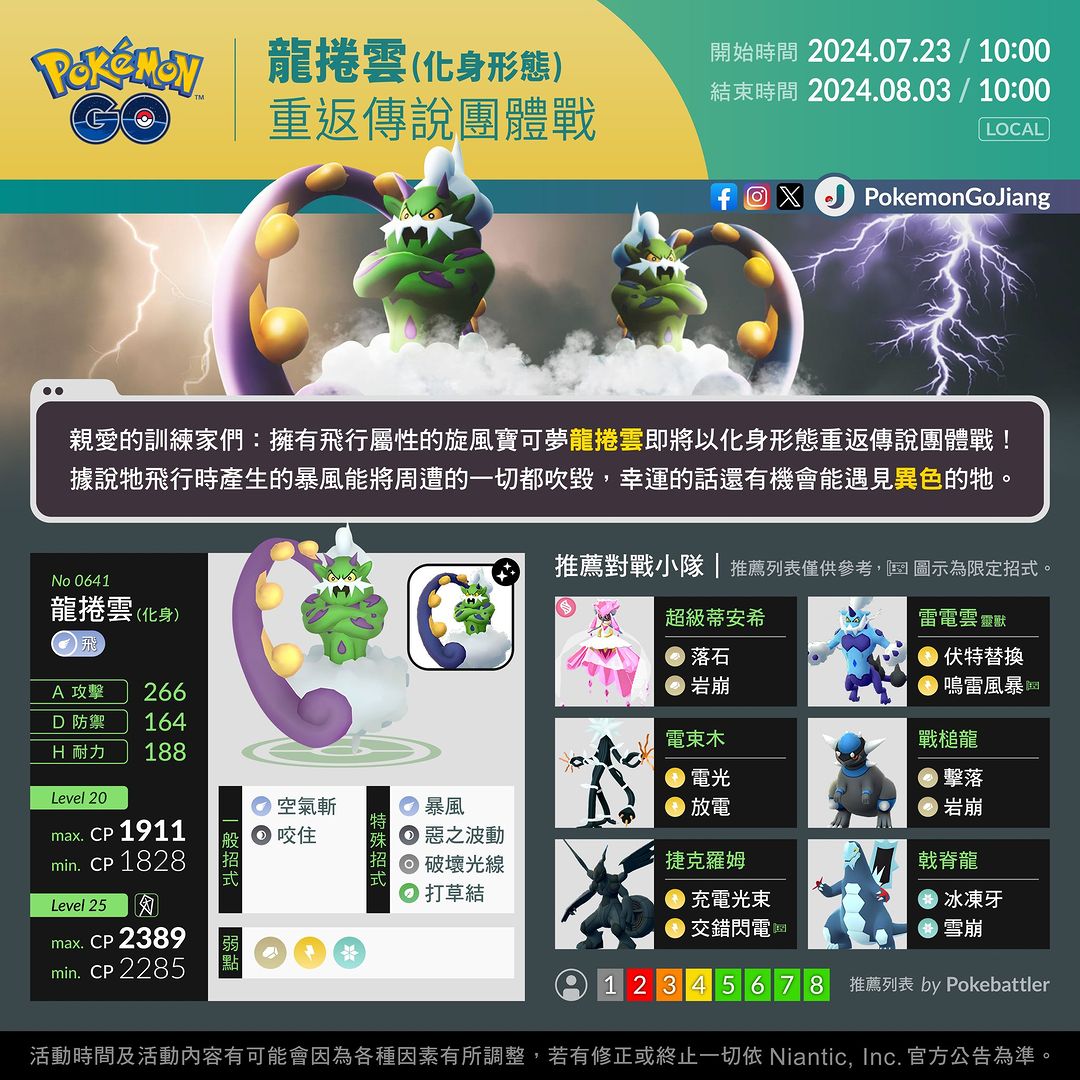 POKÉMON GO™
龍捲雲(化身形態)
重返傳說團體戰
開始時間 2024.07.23 / 10:00
結束時間 2024.08.03 / 10:00
LOCAL
PokemonGoJiang
親愛的訓練家們：擁有飛行屬性的旋風寶可夢龍捲雲即將以化身形態重返傳說團體戰！
據說牠飛行時產生的暴風能將周遭的一切都吹毀，幸運的話還有機會能遇見異色的牠。
No 0641
龍捲雲(化身)
飛
A 攻擊 266
D 防禦 164
H 耐力 188
Level 20
max. CP 1911
min. CP 1828
Level 25
max. CP 2389
min. CP 2285
一般招式
空氣斬
咬住
特殊招式
暴風
惡之波動
破壞光線
打草結
弱點
推薦對戰小隊｜推薦列表僅供參考，圖示為限定招式。
超級蒂安希
落石
岩崩
雷電雲 靈獸
伏特替換
鳴雷風暴
電束木
電光
放電
戰槌龍
擊落
岩崩
捷克羅姆
充電光束
交錯閃電
戟脊龍
冰凍牙
雪崩
1 2 3 4 5 6 7 8
推薦列表 by Pokebattler
活動時間及活動內容有可能會因為各種因素有所調整，若有修正或終止一切依 Niantic, Inc. 官方公告為準。